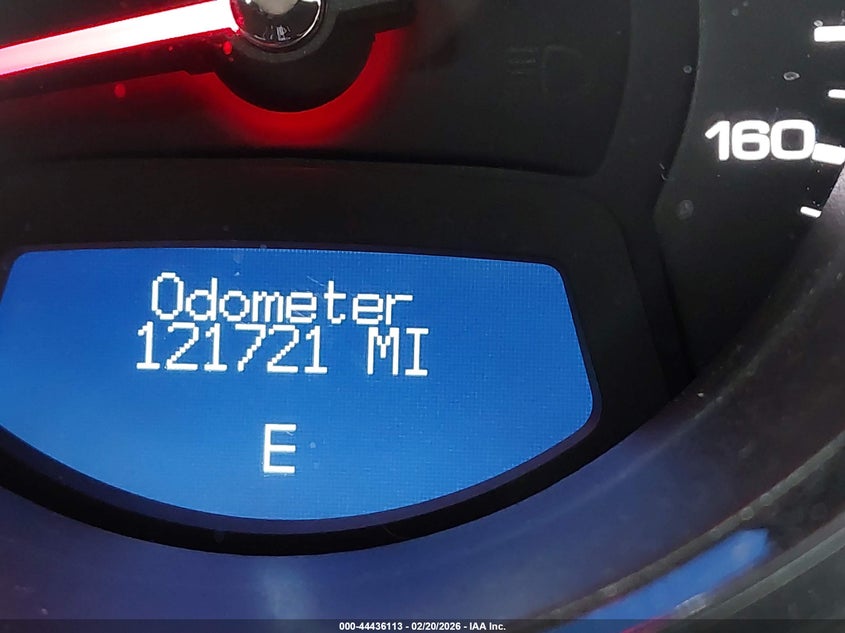 160
Odometer
121721 MI
E
000-44436113 - 02/20/2026 - IAA Inc.